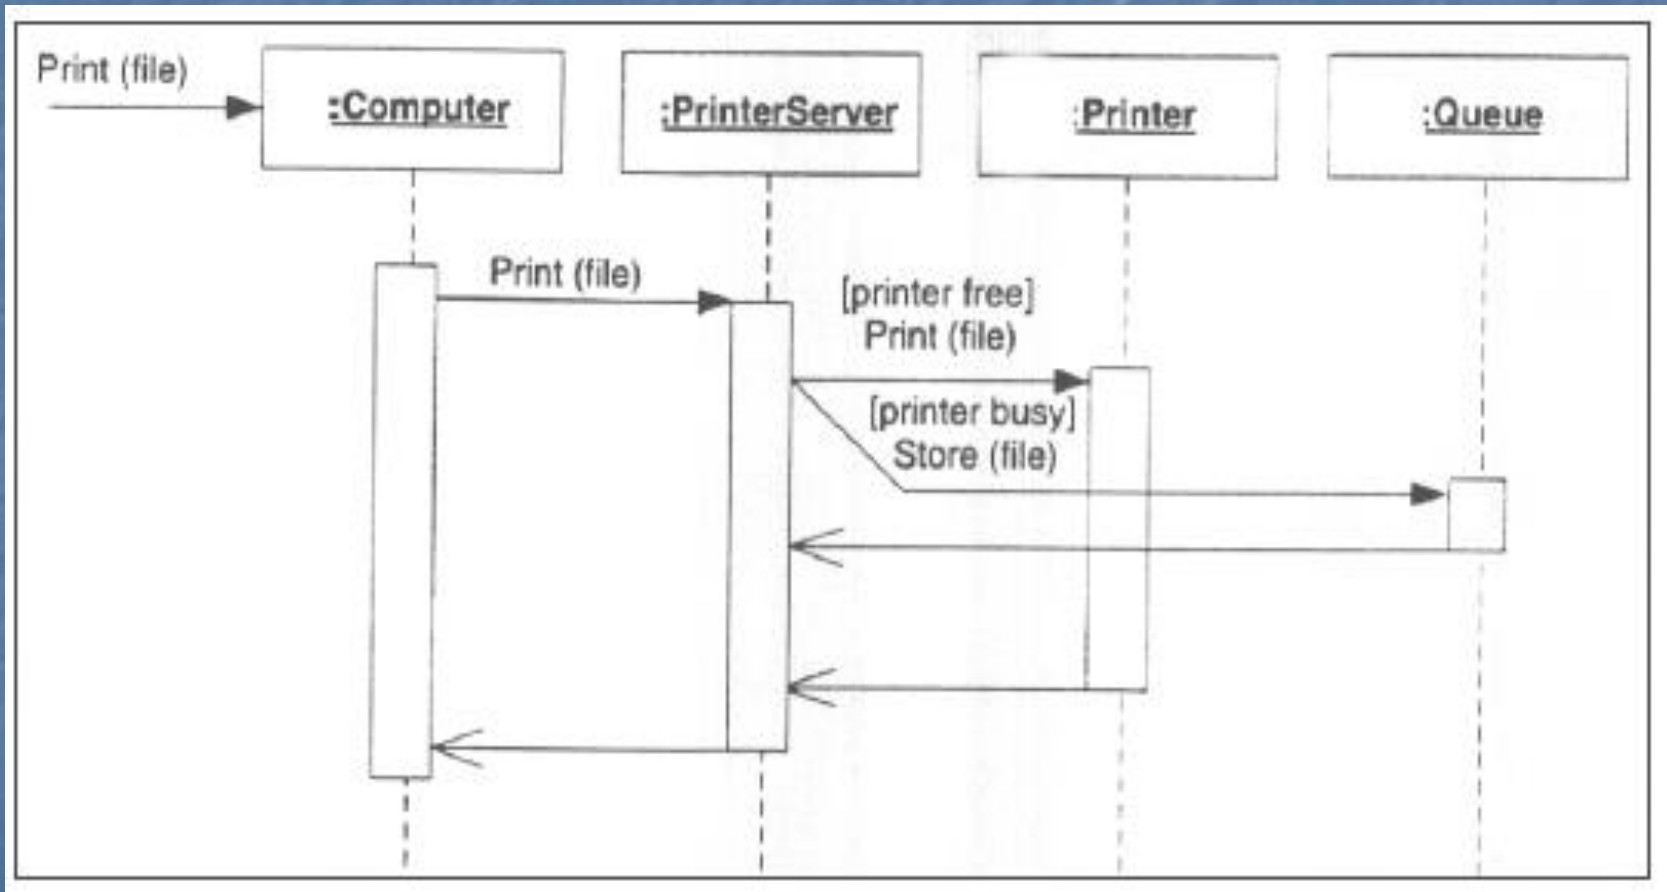 Print (file)
:Computer
:PrinterServer
:Printer
:Queue
Print (file)
[printer free]
Print (file)
[printer busy]
Store (file)